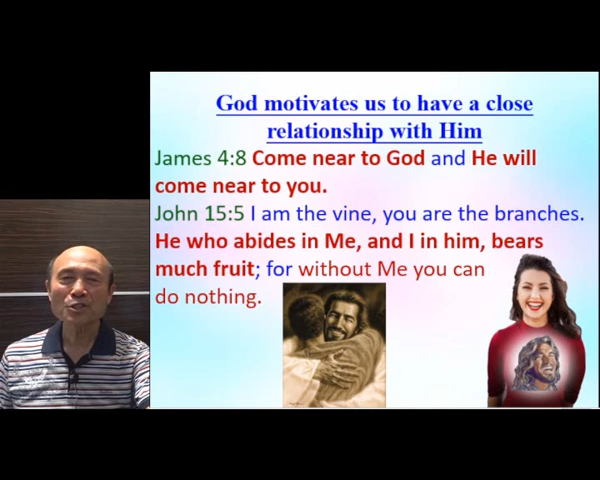 God motivates us to have a close
relationship with Him
James 4:8 Come near to God and He will
come near to you.
John 15:5 I am the vine, you are the branches.
He who abides in Me, and I in him, bears
much fruit; for without Me you can
do nothing.